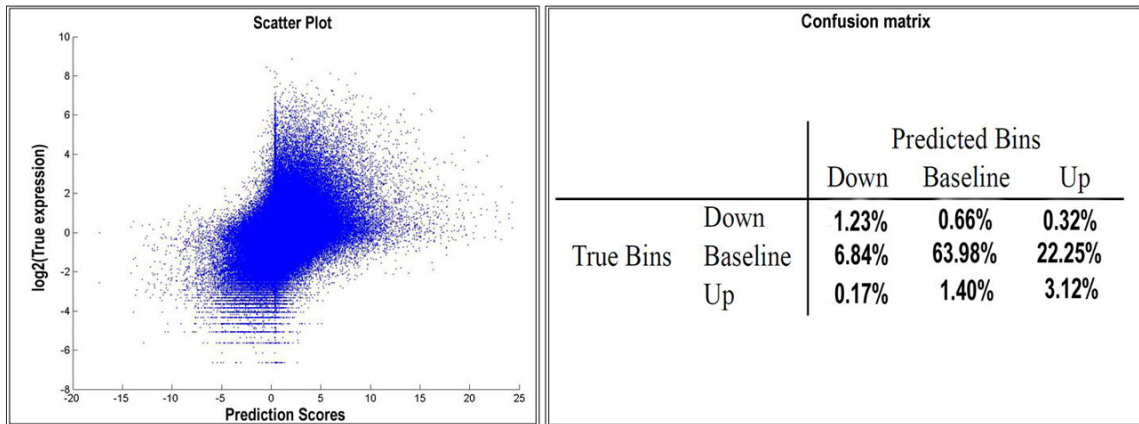 Scatter Plot
10
8
6
4
2
0
-2
-4
-6
-8
log2(True expression)
-20 -15 -10 -5 0 5 10 15 20 25
Prediction Scores
Confusion matrix
Predicted Bins
Down Baseline Up
Down 1.23% 0.66% 0.32%
True Bins Baseline 6.84% 63.98% 22.25%
Up 0.17% 1.40% 3.12%